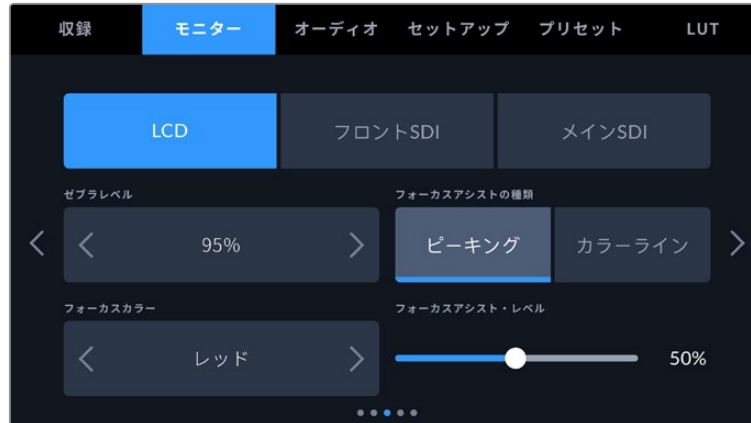 収録 モニター オーディオ セットアップ プリセット LUT
LCD フロントSDI メインSDI
ゼブラレベル フォーカスアシストの種類
95% ピーキング カラーライン
フォーカスカラー フォーカスアシスト・レベル
レッド 50%